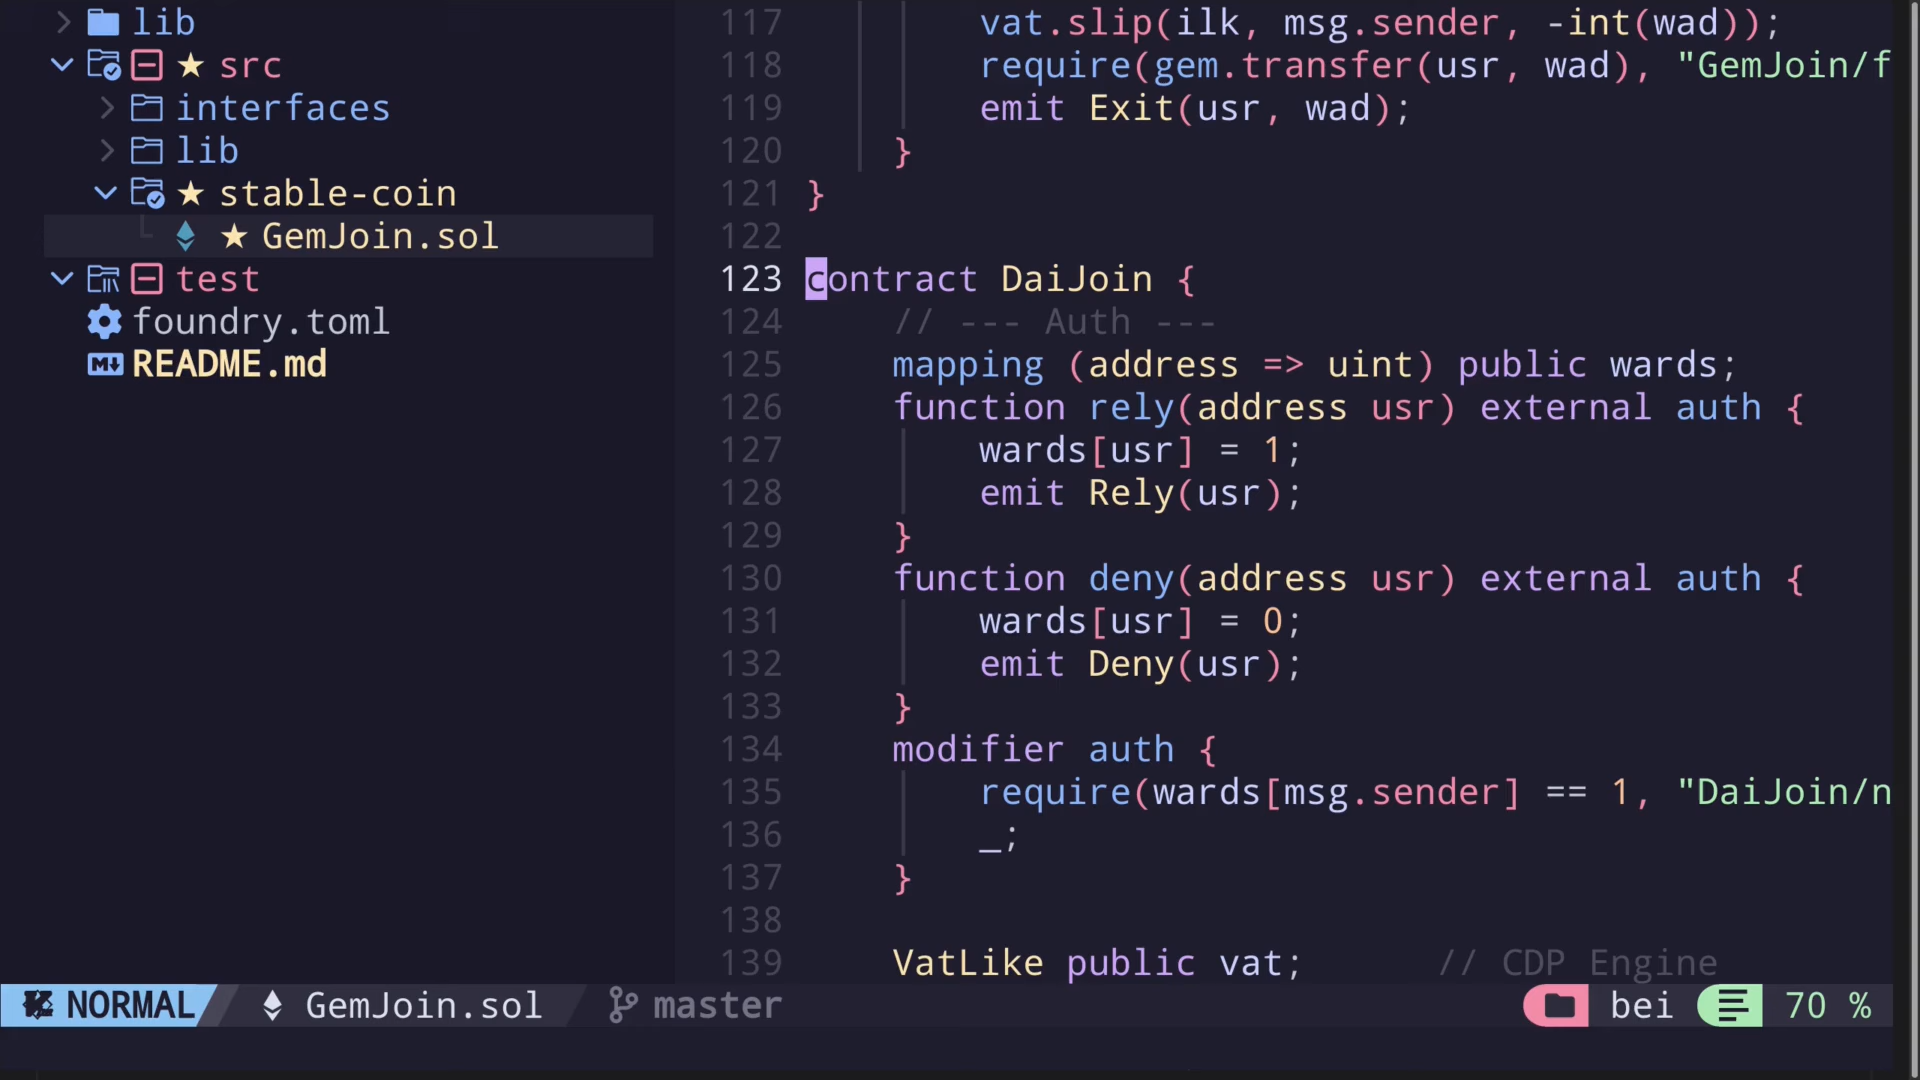 lib
src
interfaces
lib
stable-coin
GemJoin.sol
test
foundry.toml
README.md
117 vat.slip(ilk, msg.sender, -int(wad));
118 require(gem.transfer(usr, wad), "GemJoin/f
119 emit Exit(usr, wad);
120 }
121 }
122
123 contract DaiJoin {
124 // --- Auth ---
125 mapping (address => uint) public wards;
126 function rely(address usr) external auth {
127 wards[usr] = 1;
128 emit Rely(usr);
129 }
130 function deny(address usr) external auth {
131 wards[usr] = 0;
132 emit Deny(usr);
133 }
134 modifier auth {
135 require(wards[msg.sender] == 1, "DaiJoin/n
136 _;
137 }
138
139 VatLike public vat; // CDP Engine
NORMAL GemJoin.sol master bei 70 %